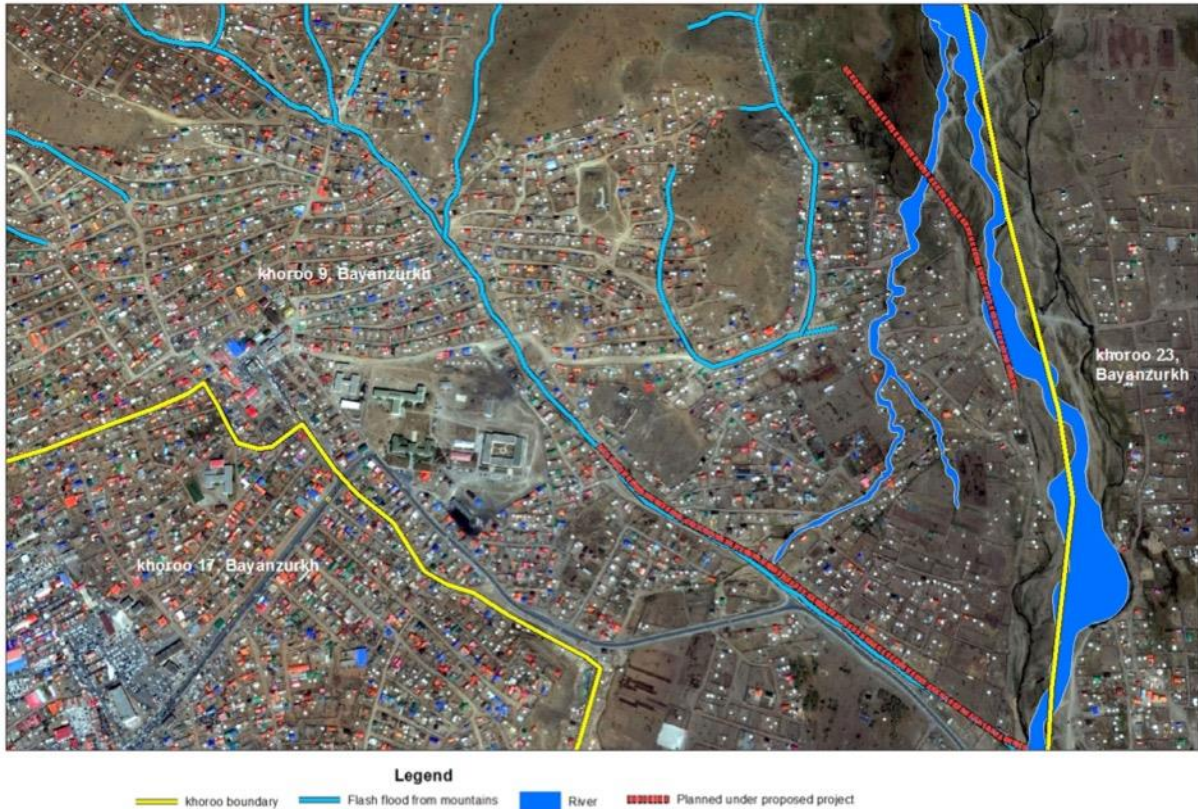 khoroo 9, Bayanzurkh
khoroo 23,
Bayanzurkh
khoroo 17, Bayanzurkh
Legend
khoroo boundary
Flash flood from mountains
River
Planned under proposed project